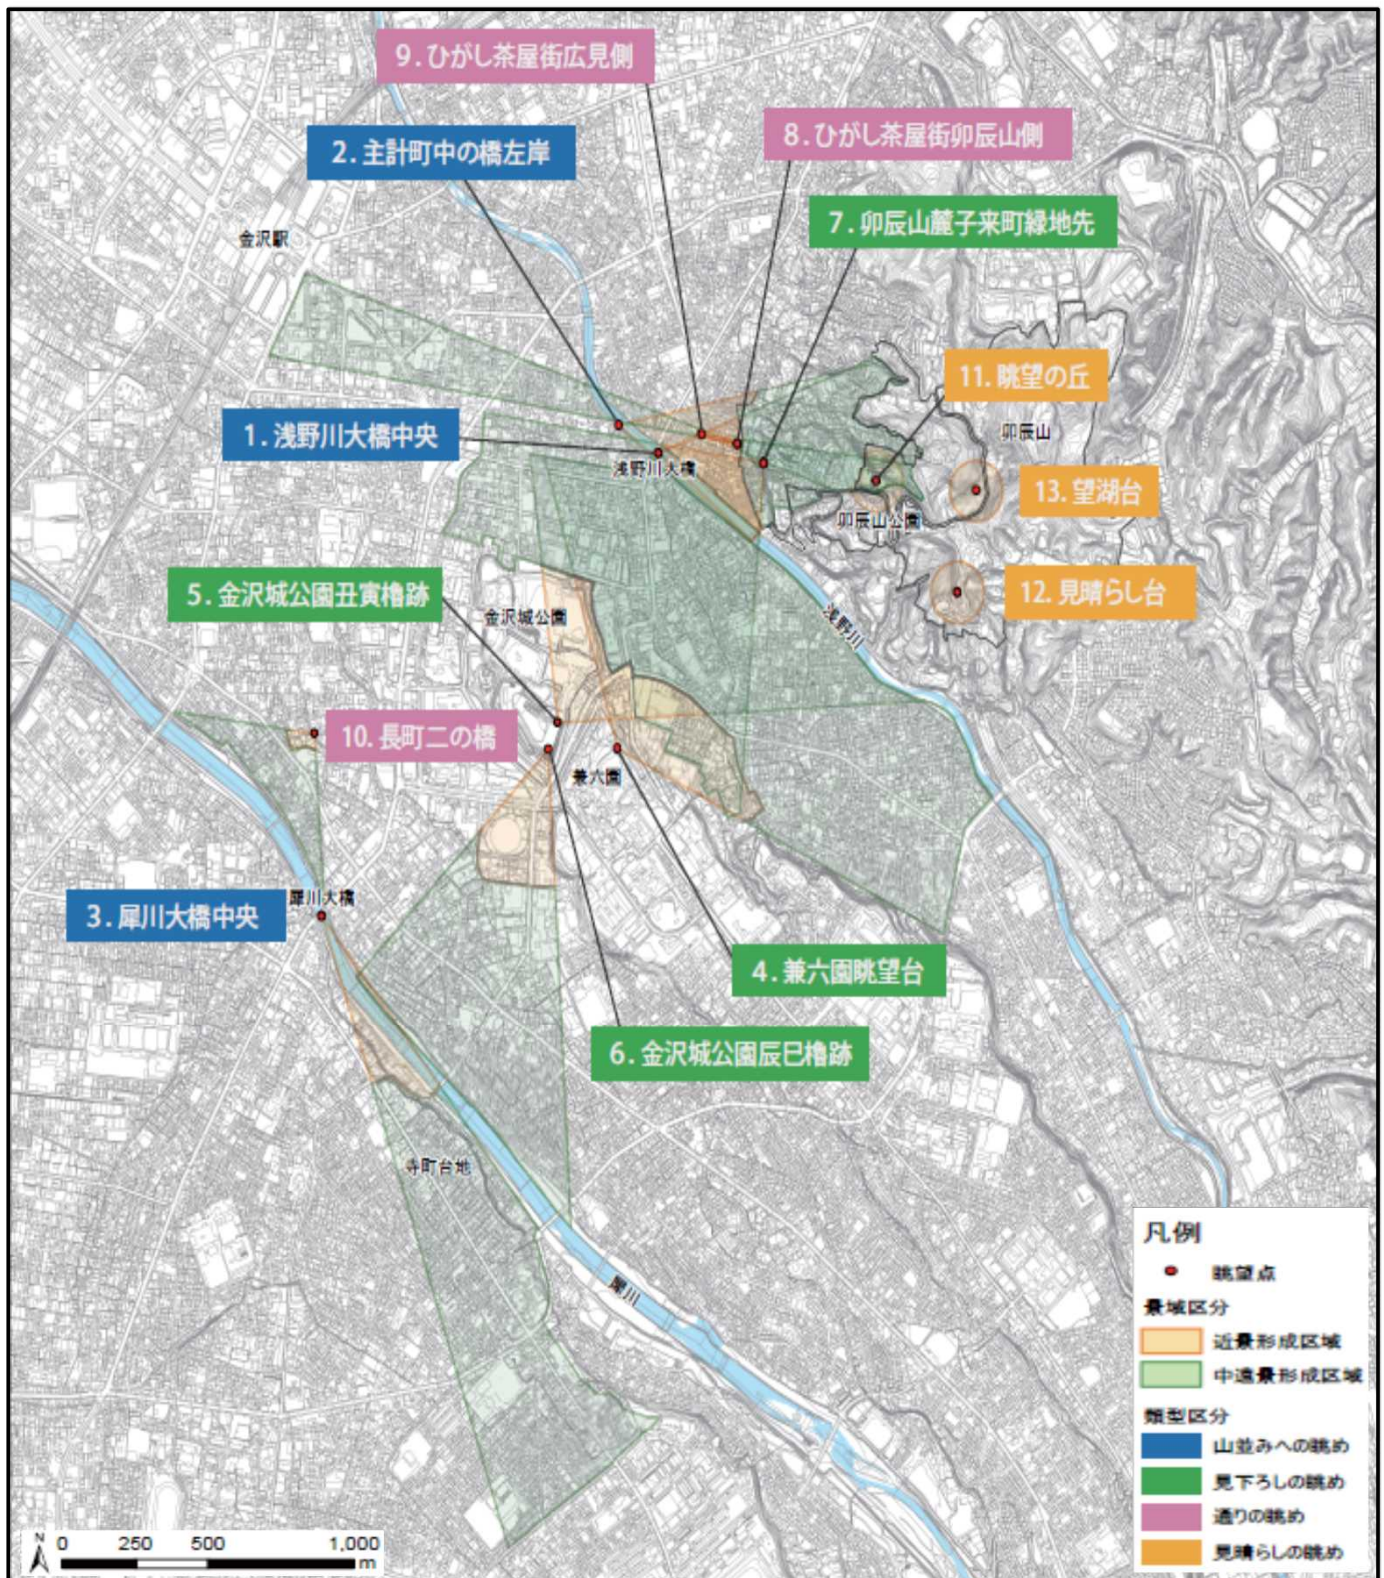 9.ひがし茶屋街広見側
8.ひがし茶屋街卯辰山側
2.主計町中の橋左岸
7.卯辰山麓子来町緑地先
金沢駅
11.眺望の丘
1.浅野川大橋中央
卯辰山
浅野川大橋
13.望湖台
卯辰山公園
5.金沢城公園丑寅櫓跡
金沢城公園
12.見晴らし台
浅野川
10.長町二の橋
兼六園
3.犀川大橋中央
犀川大橋
4.兼六園眺望台
6.金沢城公園辰巳櫓跡
寺町台地
犀川
凡例
眺望点
景域区分
近景形成区域
中遠景形成区域
類型区分
山並みへの眺め
見下ろしの眺め
通りの眺め
見晴らしの眺め
N 0 250 500 1,000
m